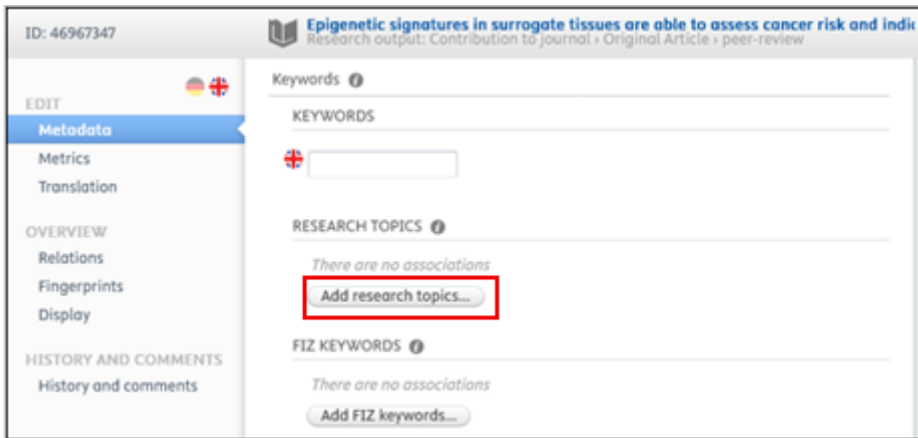 ID: 46967347
Epigenetic signatures in surrogate tissues are able to assess cancer risk and indic
Research output: Contribution to journal › Original Article › peer-review
EDIT
Metadata
Metrics
Translation
OVERVIEW
Relations
Fingerprints
Display
HISTORY AND COMMENTS
History and comments
Keywords
KEYWORDS
RESEARCH TOPICS
There are no associations
Add research topics...
FIZ KEYWORDS
There are no associations
Add FIZ keywords...